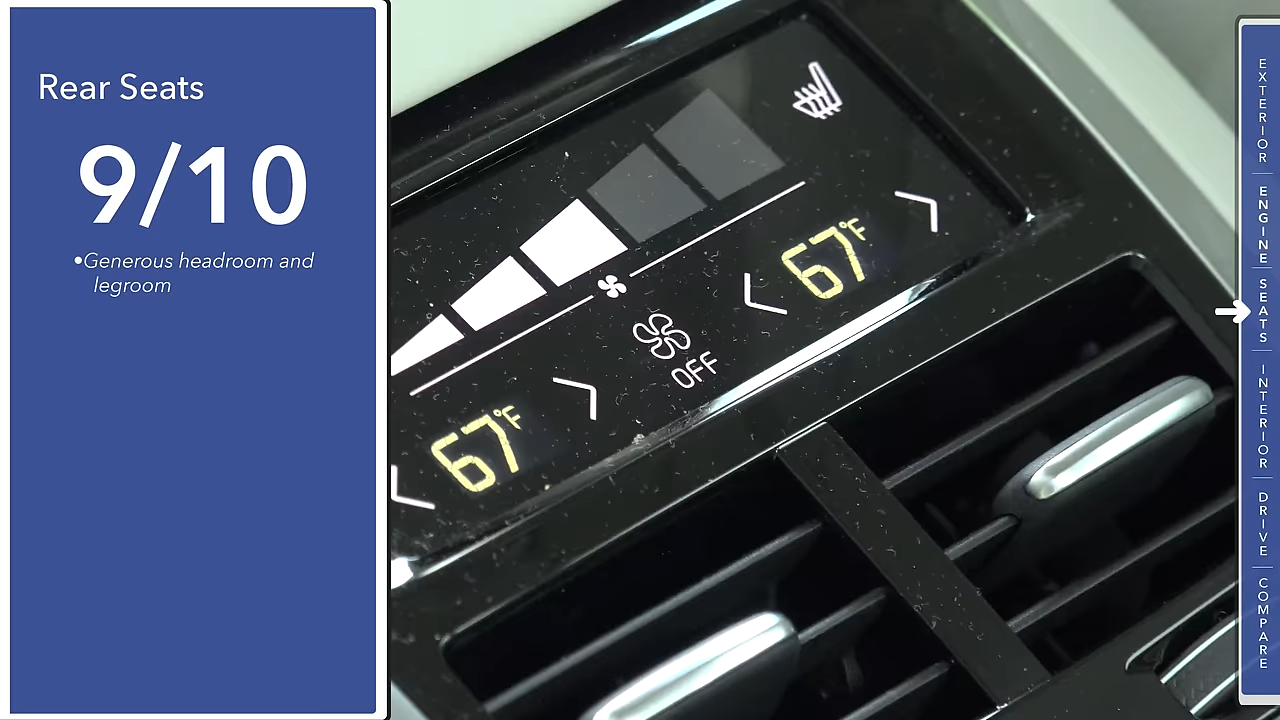 Rear Seats
9/10
•Generous headroom and
legroom
67°F
OFF
67°F
EXTERIOR
ENGINE
SEATS
INTERIOR
DRIVE
COMPARE